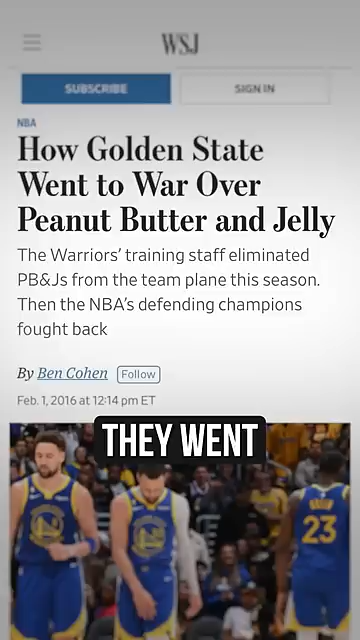 WSJ
SUBSCRIBE
SIGN IN
NBA
How Golden State
Went to War Over
Peanut Butter and Jelly
The Warriors' training staff eliminated
PB&Js from the team plane this season.
Then the NBA's defending champions
fought back
By Ben Cohen Follow
Feb. 1, 2016 at 12:14 pm ET
THEY WENT
23